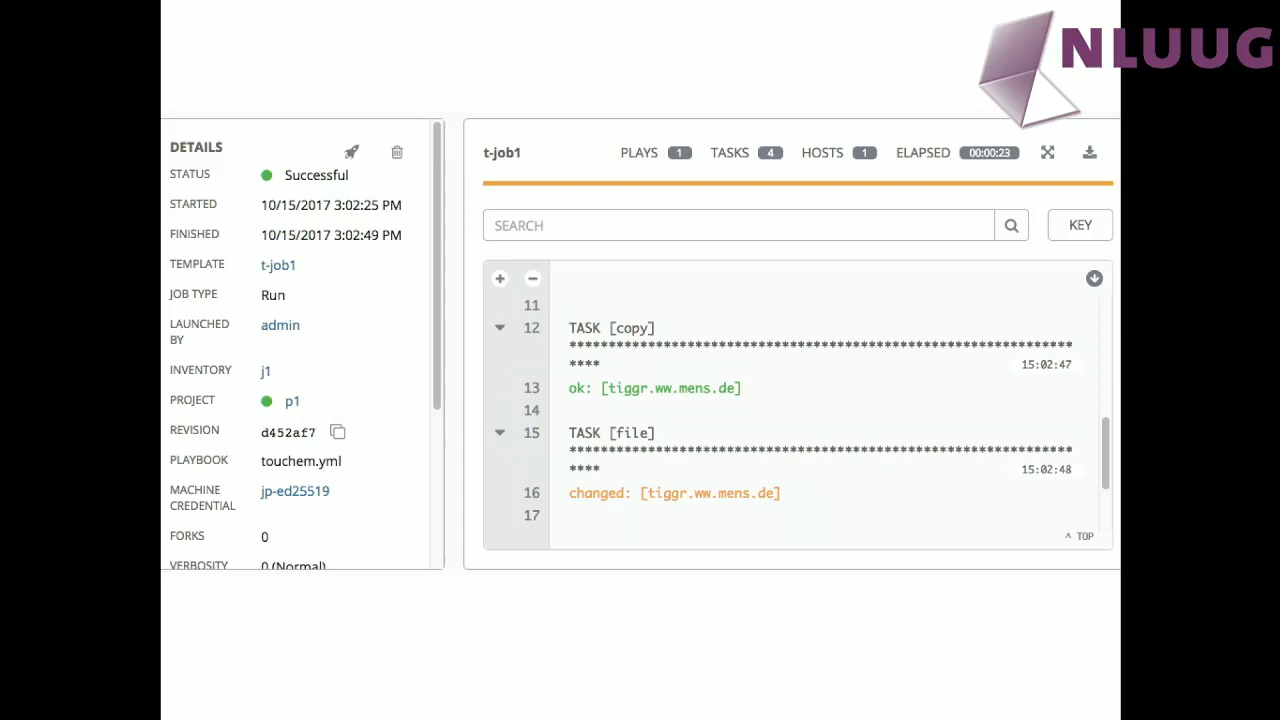 NLUUG
DETAILS
STATUS Successful
STARTED 10/15/2017 3:02:25 PM
FINISHED 10/15/2017 3:02:49 PM
TEMPLATE t-job1
JOB TYPE Run
LAUNCHED BY admin
INVENTORY j1
PROJECT p1
REVISION d452af7
PLAYBOOK touchem.yml
MACHINE CREDENTIAL jp-ed25519
FORKS 0
VERBOSITY 0 (Normal)
t-job1 PLAYS 1 TASKS 4 HOSTS 1 ELAPSED 00:00:23
SEARCH KEY
11
12 TASK [copy]
****************************************************************
**** 15:02:47
13 ok: [tiggr.ww.mens.de]
14
15 TASK [file]
****************************************************************
**** 15:02:48
16 changed: [tiggr.ww.mens.de]
17
^ TOP